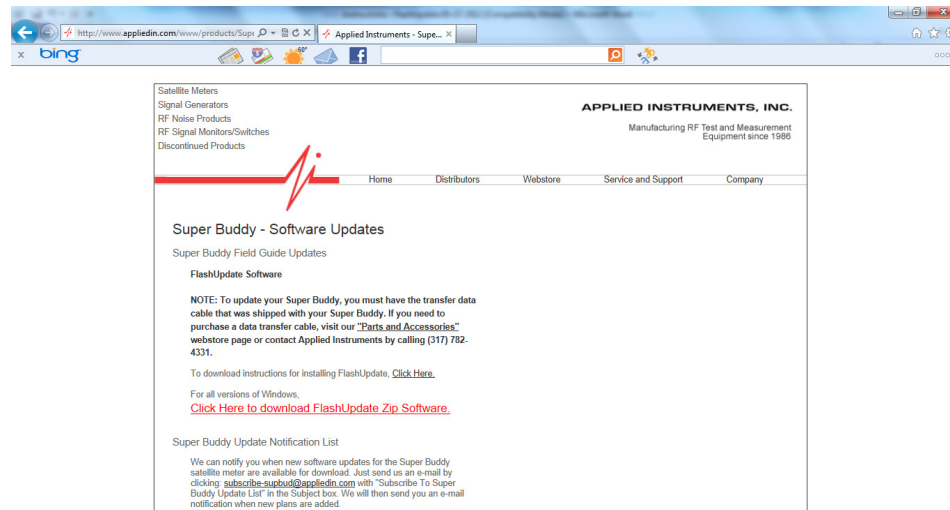 http://www.appliedin.com/www/products/Supe
Applied Instruments - Supe...
x bing
60°
Satellite Meters
Signal Generators
RF Noise Products
RF Signal Monitors/Switches
Discontinued Products
APPLIED INSTRUMENTS, INC.
Manufacturing RF Test and Measurement
Equipment since 1986
Home Distributors Webstore Service and Support Company
Super Buddy - Software Updates
Super Buddy Field Guide Updates
FlashUpdate Software
NOTE: To update your Super Buddy, you must have the transfer data
cable that was shipped with your Super Buddy. If you need to
purchase a data transfer cable, visit our "Parts and Accessories"
webstore page or contact Applied Instruments by calling (317) 782-
4331.
To download instructions for installing FlashUpdate, Click Here.
For all versions of Windows,
Click Here to download FlashUpdate Zip Software.
Super Buddy Update Notification List
We can notify you when new software updates for the Super Buddy
satellite meter are available for download. Just send us an e-mail by
clicking: subscribe-supbud@appliedin.com with "Subscribe To Super
Buddy Update List" in the Subject box. We will then send you an e-mail
notification when new plans are added.